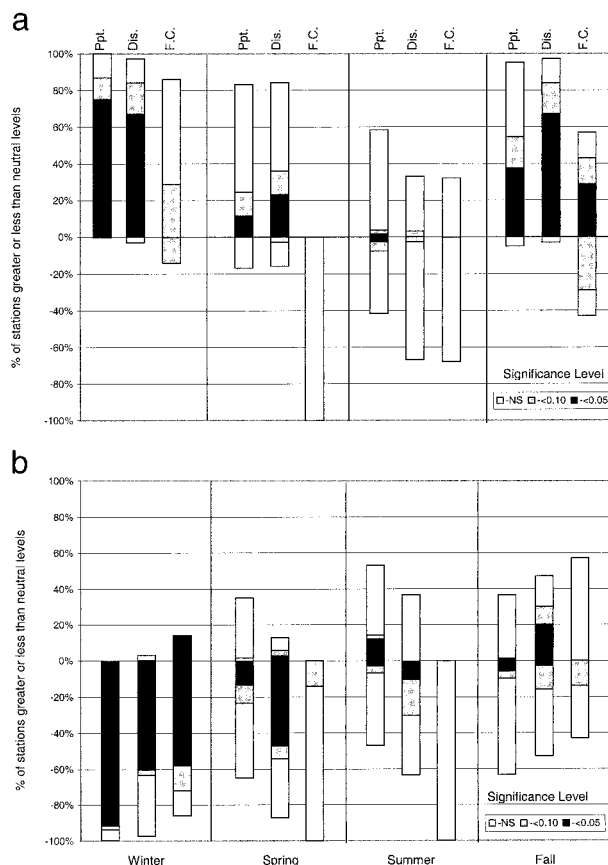 a
Ppt. Dis. F.C. Ppt. Dis. F.C. Ppt. Dis. F.C. Ppt. Dis. F.C.
100%
80%
60%
40%
20%
0%
-20%
-40%
-60%
-80%
-100%
% of stations greater or less than neutral levels
Significance Level
-NS -<0.10 -<0.05
b
100%
80%
60%
40%
20%
0%
-20%
-40%
-60%
-80%
-100%
% of stations greater or less than neutral levels
Significance Level
-NS -<0.10 -<0.05
Winter Spring Summer Fall